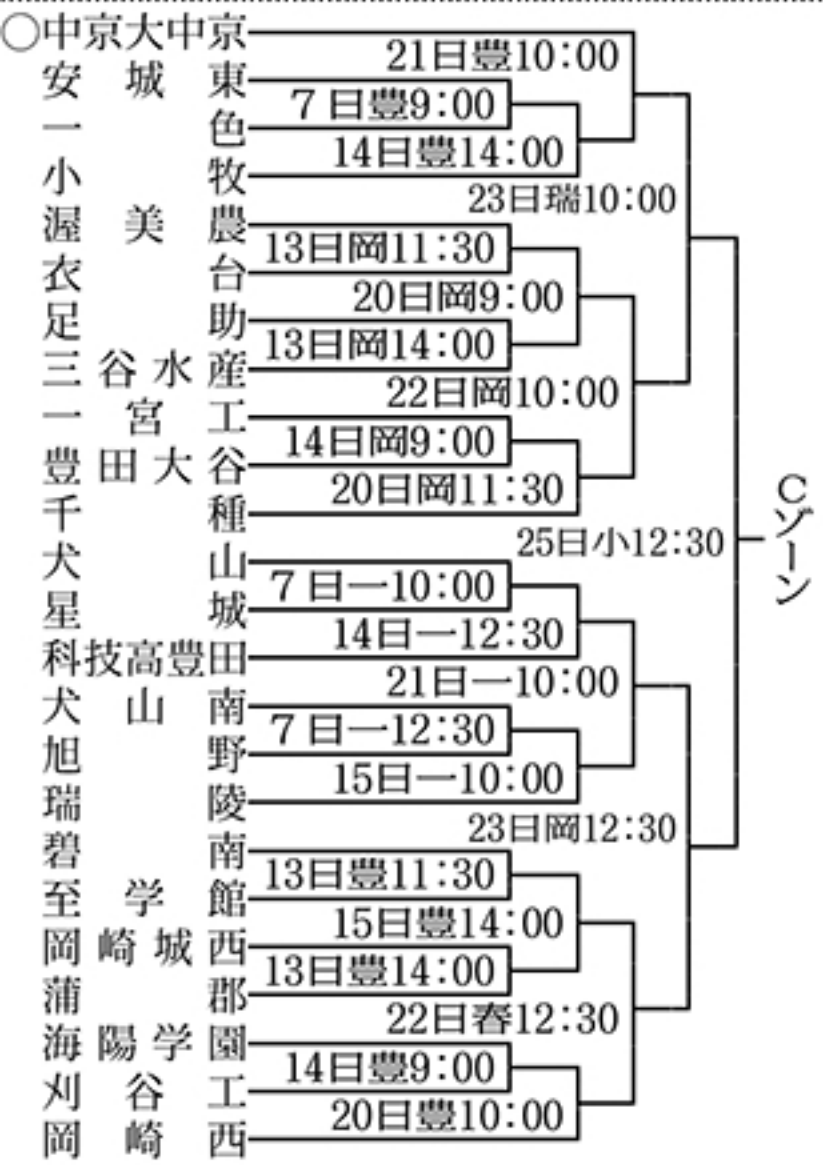 ○中京大中京
21日豊10:00
安城東
7日豊9:00
一色
14日豊14:00
小牧
23日瑞10:00
渥美農
13日岡11:30
衣台
20日岡9:00
足助
13日岡14:00
三谷水産
22日岡10:00
一宮工
14日岡9:00
豊田大谷
20日岡11:30
千種
25日小12:30
Cゾーン
犬山
7日一10:00
星城
14日一12:30
科技高豊田
21日一10:00
犬山南
7日一12:30
旭野
15日一10:00
瑞陵
23日岡12:30
碧南
13日豊11:30
至学館
15日豊14:00
岡崎城西
13日豊14:00
蒲郡
22日春12:30
海陽学園
14日豊9:00
刈谷工
20日豊10:00
岡崎西